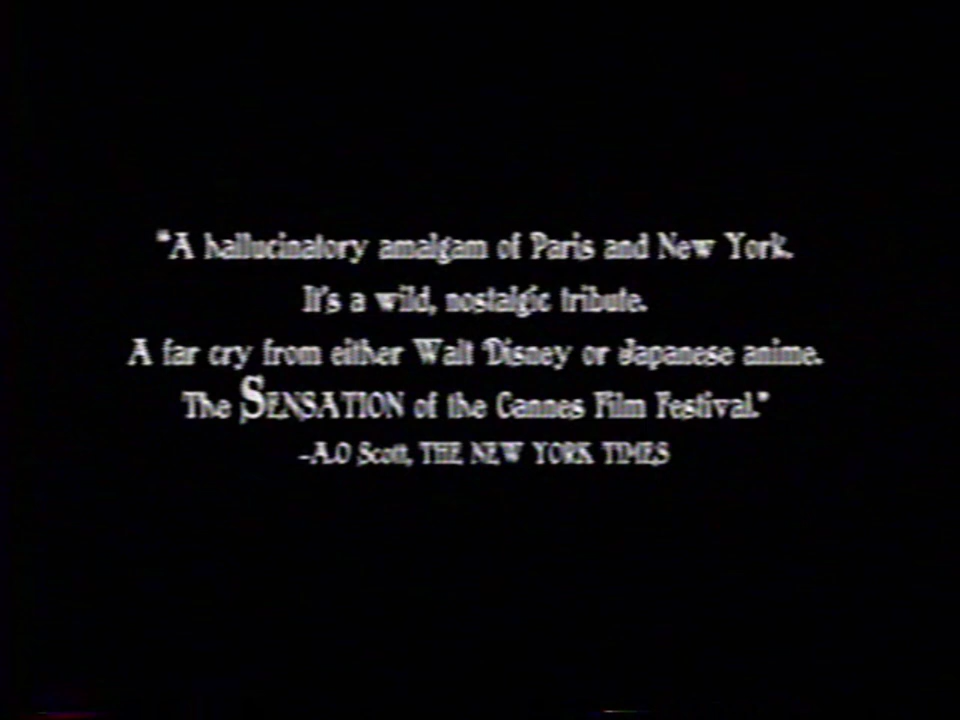 "A hallucinatory amalgam of Paris and New York.
It's a wild, nostalgic tribute.
A far cry from either Walt Disney or Japanese anime.
The SENSATION of the Cannes Film Festival."
-A.O Scott, THE NEW YORK TIMES